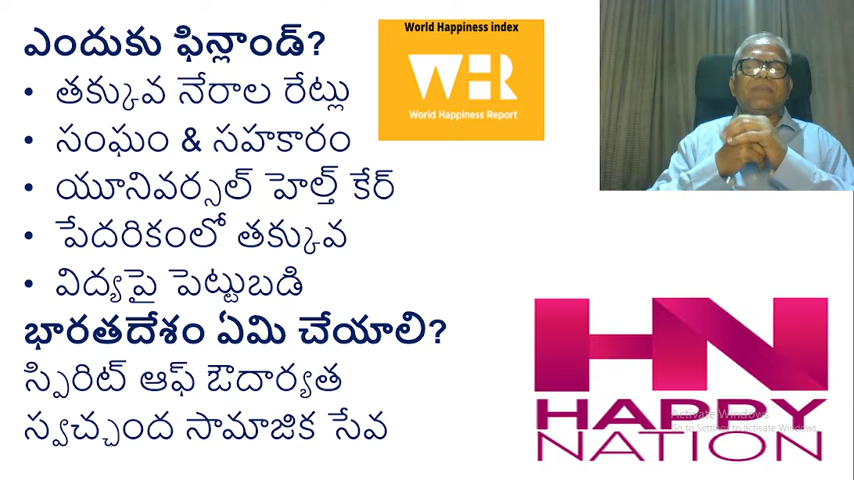 ఎందుకు ఫిన్లాండ్?
• తక్కువ నేరాల రేట్లు
• సంఘం & సహకారం
• యూనివర్సల్ హెల్త్ కేర్
• పేదరికంలో తక్కువ
• విద్యపై పెట్టుబడి
భారతదేశం ఏమి చేయాలి?
స్పిరిట్ ఆఫ్ ఔదార్యత
స్వచ్ఛంద సామాజిక సేవ
World Happiness index
WHR
World Happiness Report
HN
HAPPY
NATION
Activate Windows
Go to Settings to activate Windows.